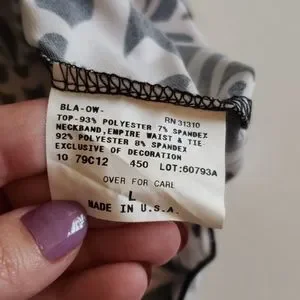 BLA-OW- RN 31310
TOP-93% POLYESTER 7% SPANDEX
NECKBAND,EMPIRE WAIST & TIE
92% POLYESTER 8% SPANDEX
EXCLUSIVE OF DECORATION
10 79C12 450 LOT:60793A
OVER FOR CARE
L
MADE IN U.S.A.